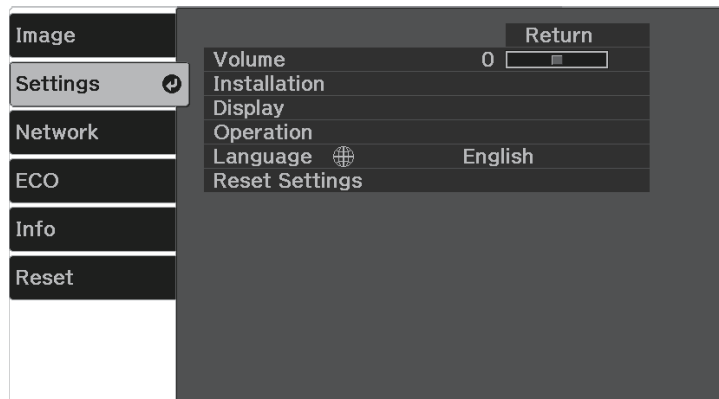 Image
Settings
Network
ECO
Info
Reset
Return
Volume 0
Installation
Display
Operation
Language English
Reset Settings